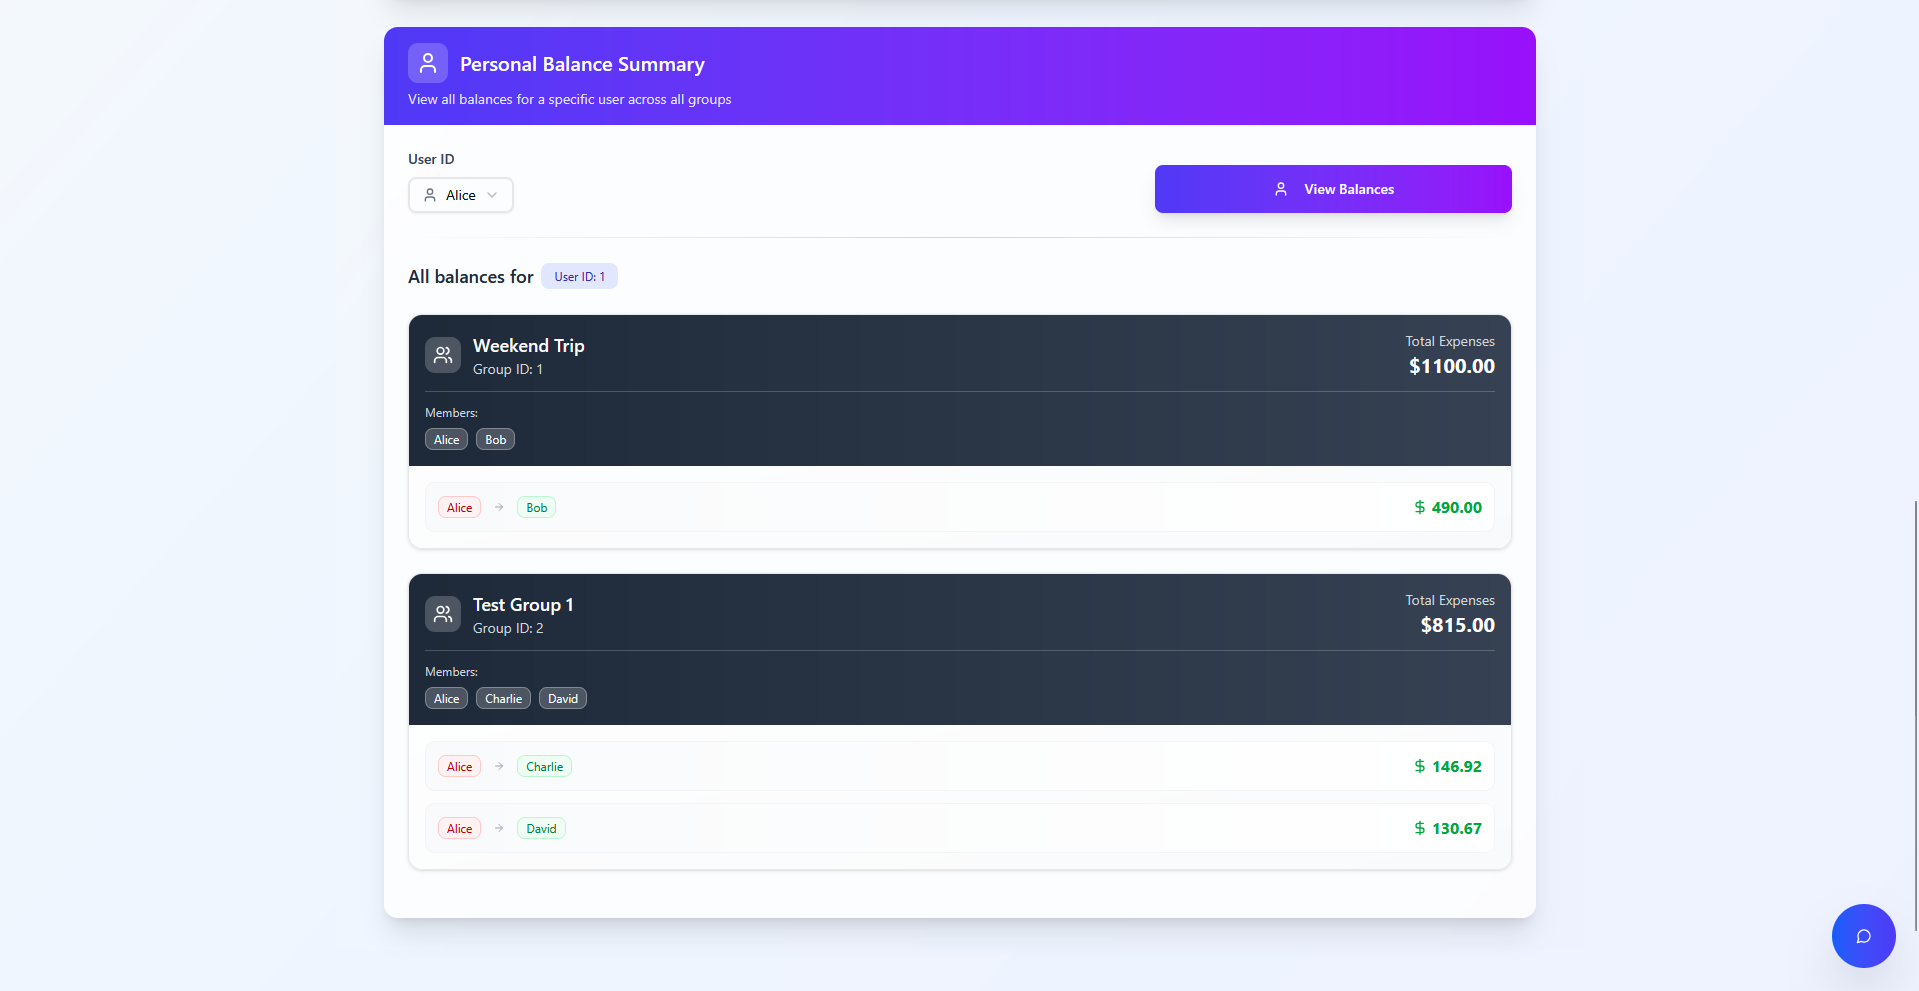 Personal Balance Summary
View all balances for a specific user across all groups
User ID
Alice
View Balances
All balances for User ID: 1
Weekend Trip
Group ID: 1
Total Expenses
$1100.00
Members:
Alice Bob
Alice → Bob $ 490.00
Test Group 1
Group ID: 2
Total Expenses
$815.00
Members:
Alice Charlie David
Alice → Charlie $ 146.92
Alice → David $ 130.67